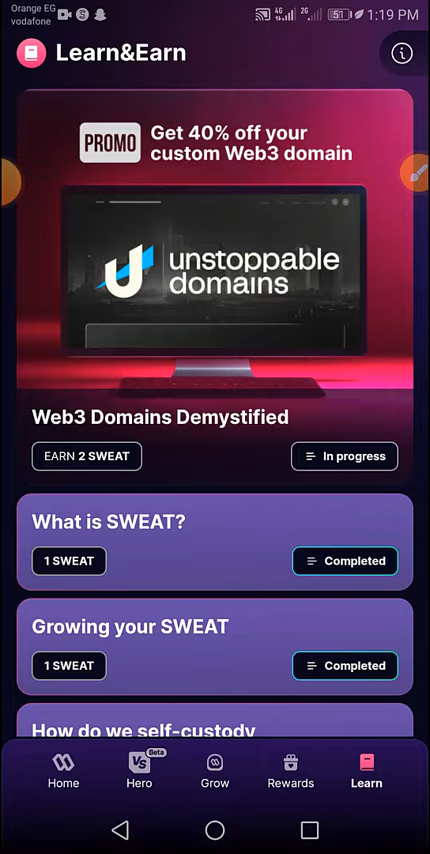 Orange EG
vodafone
4G
2G
51
1:19 PM
Learn&Earn
PROMO
Get 40% off your
custom Web3 domain
unstoppable
domains
Web3 Domains Demystified
EARN 2 SWEAT
In progress
What is SWEAT?
1 SWEAT
Completed
Growing your SWEAT
1 SWEAT
Completed
How do we self-custody
Home
VS Beta
Hero
Grow
Rewards
Learn